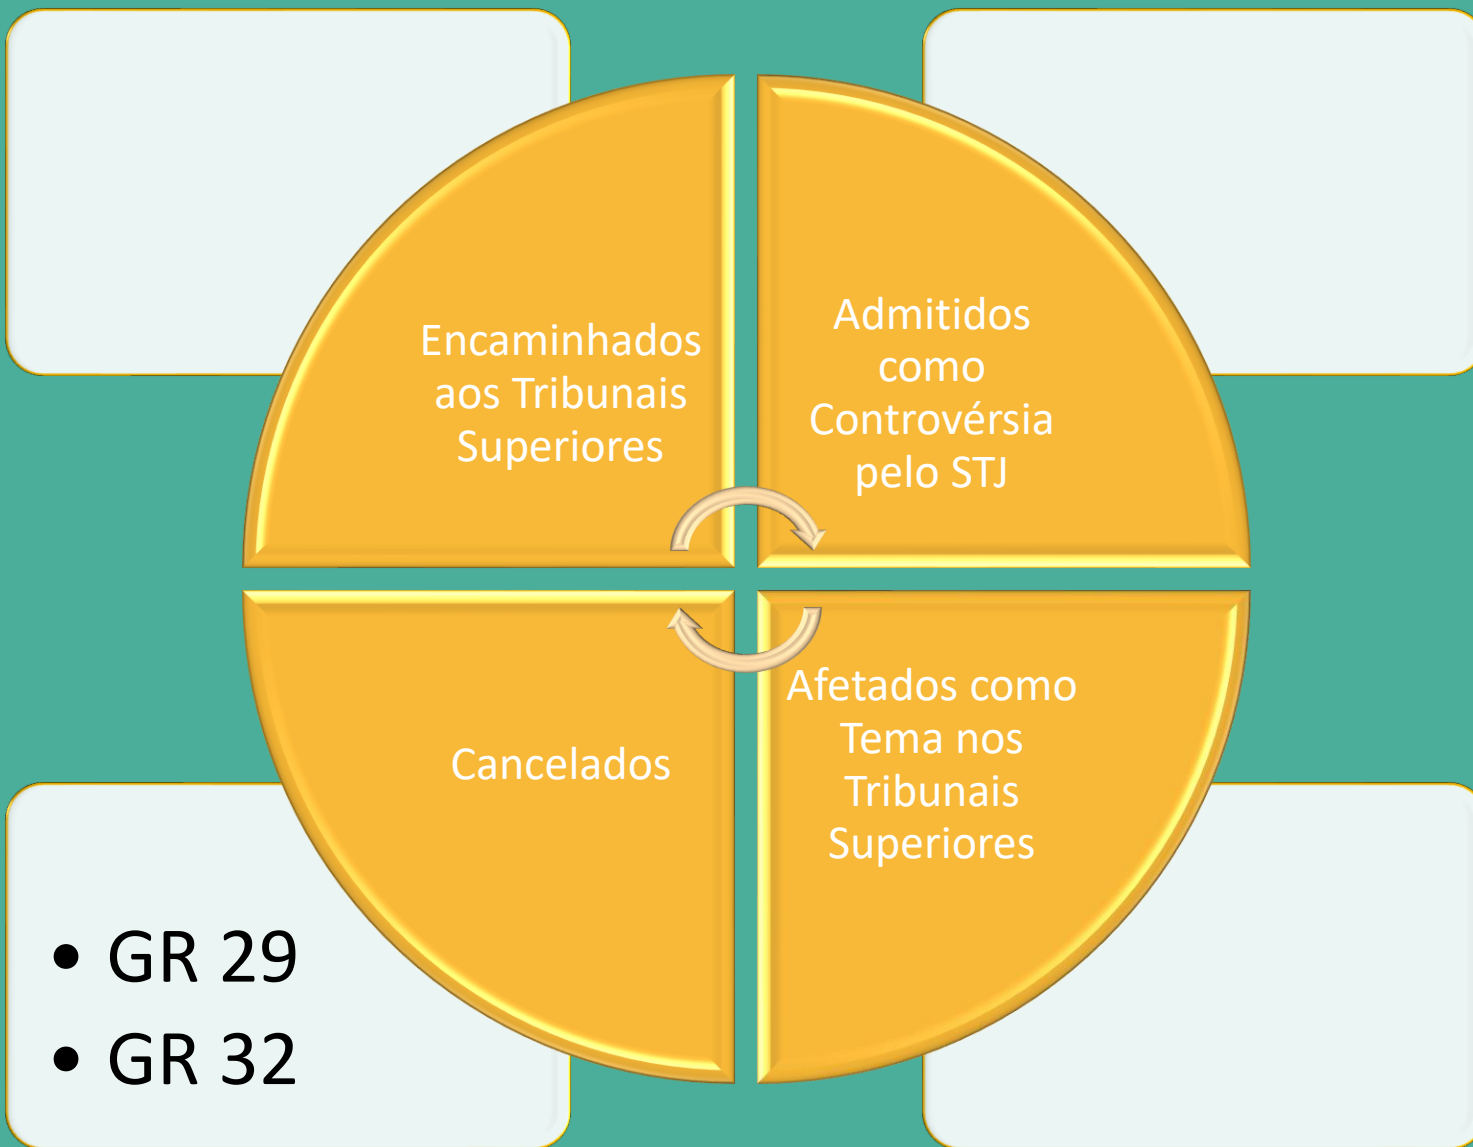 Encaminhados
aos Tribunais
Superiores
Admitidos
como
Controvérsia
pelo STJ
Cancelados
Afetados como
Tema nos
Tribunais
Superiores
• GR 29
• GR 32